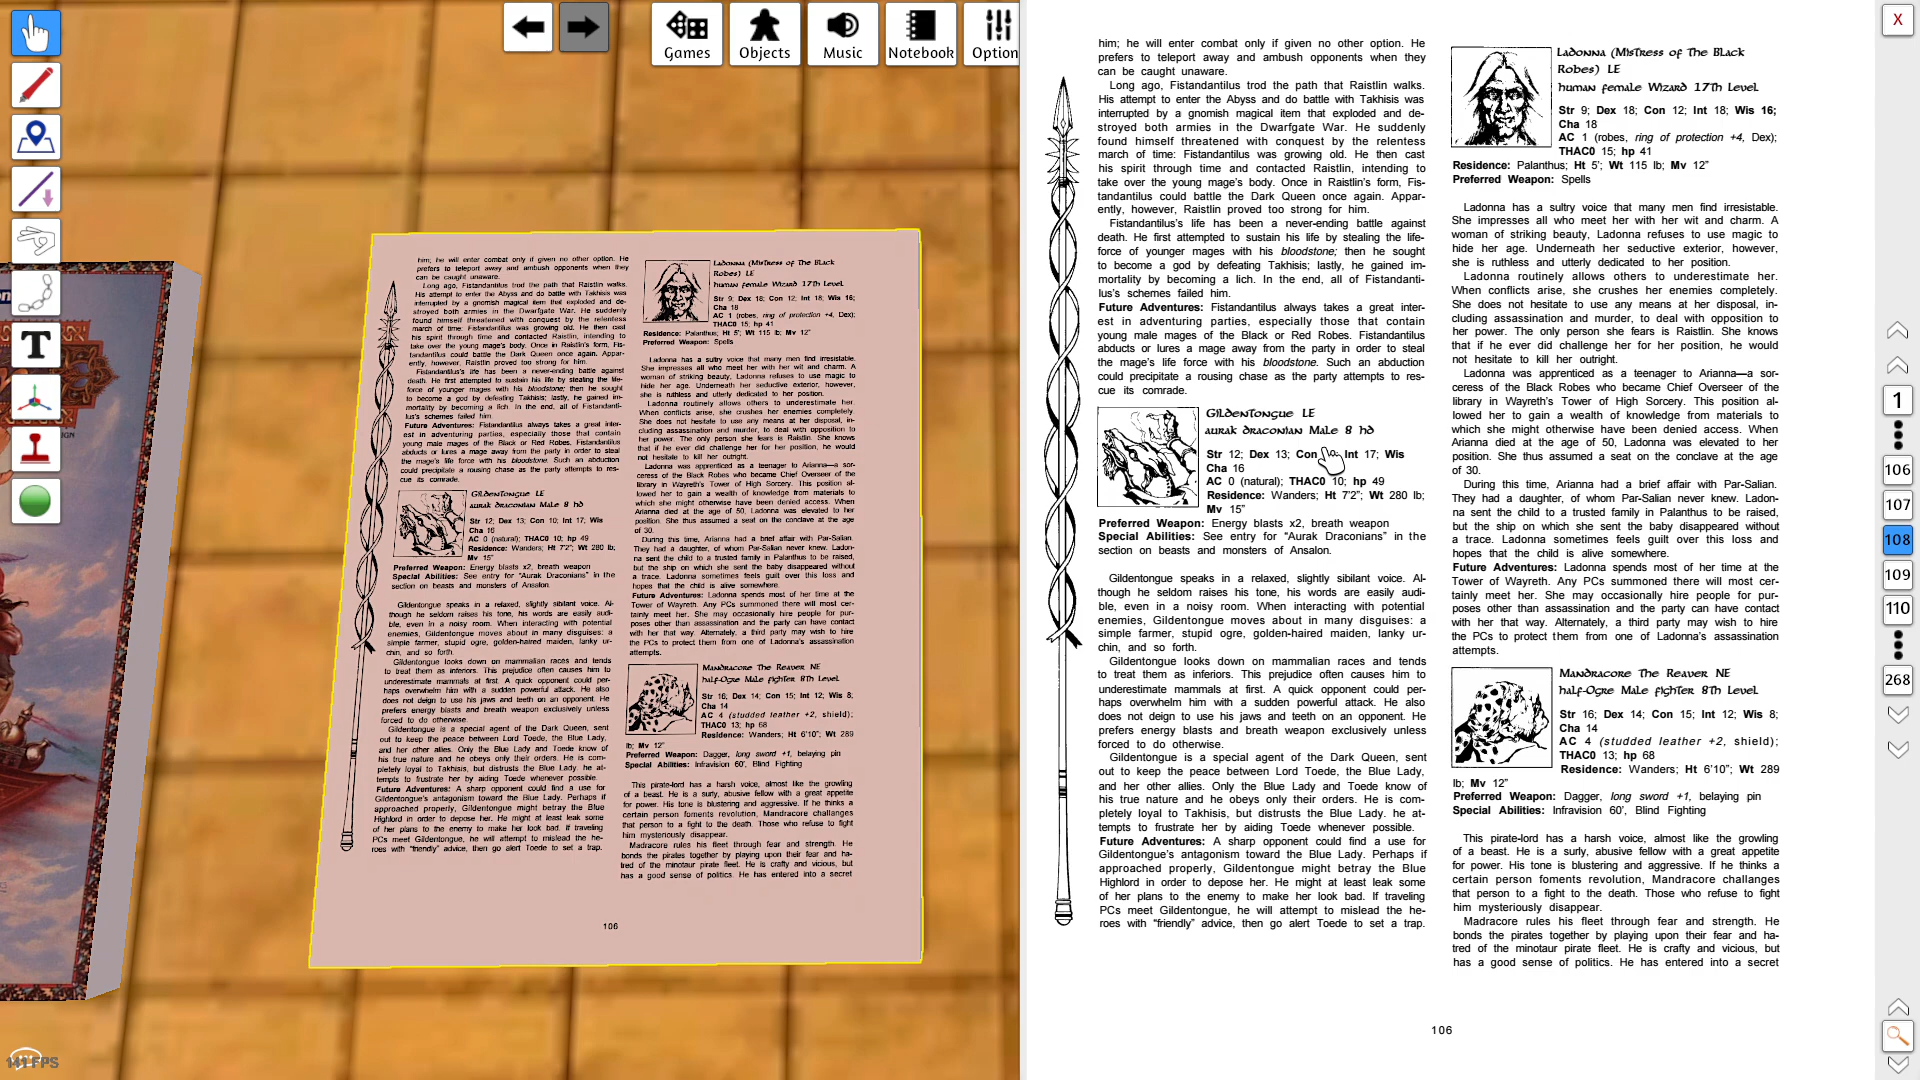 Games
Objects
Music
Notebook
Option
him; he will enter combat only if given no other option. He
prefers to teleport away and ambush opponents when they
can be caught unaware.
Long ago, Fistandantilus trod the path that Raistlin walks.
His attempt to enter the Abyss and do battle with Takhisis was
interrupted by a gnomish magical item that exploded and de-
stroyed both armies in the Dwarfgate War. He suddenly
found himself threatened with conquest by the relentless
march of time: Fistandantilus was growing old. He then cast
his spirit through time and contacted Raistlin, intending to
take over the young mage's body. Once in Raistlin's form, Fis-
tandantilus could battle the Dark Queen once again. Appar-
ently, however, Raistlin proved too strong for him.
Fistandantilus's life has been a never-ending battle against
death. He first attempted to sustain his life by stealing the life-
force of younger mages with his bloodstone; then he sought
to become a god by defeating Takhisis; lastly, he gained im-
mortality by becoming a lich. In the end, all of Fistandanti-
lus's schemes failed him.
Future Adventures: Fistandantilus always takes a great inter-
est in adventuring parties, especially those that contain
young male mages of the Black or Red Robes. Fistandantilus
abducts or lures a mage away from the party in order to steal
the mage's life force with his bloodstone. Such an abduction
could precipitate a rousing chase as the party attempts to res-
cue its comrade.
Gildentongue LE
aurak draconian Male 8 hd
Str 12; Dex 13; Con 10; Int 17; Wis
Cha 16
AC 0 (natural); THAC0 10; hp 49
Residence: Wanders; Ht 7'2"; Wt 280 lb;
Mv 15"
Preferred Weapon: Energy blasts x2, breath weapon
Special Abilities: See entry for "Aurak Draconians" in the
section on beasts and monsters of Ansalon.
Gildentongue speaks in a relaxed, slightly sibilant voice. Al-
though he seldom raises his tone, his words are easily audi-
ble, even in a noisy room. When interacting with potential
enemies, Gildentongue moves about in many disguises: a
simple farmer, stupid ogre, golden-haired maiden, lanky ur-
chin, and so forth.
Gildentongue looks down on mammalian races and tends
to treat them as inferiors. This prejudice often causes him to
underestimate mammals at first. A quick opponent could per-
haps overwhelm him with a sudden powerful attack. He also
does not deign to use his jaws and teeth on an opponent. He
prefers energy blasts and breath weapon exclusively unless
forced to do otherwise.
Gildentongue is a special agent of the Dark Queen, sent
out to keep the peace between Lord Toede, the Blue Lady,
and her other allies. Only the Blue Lady and Toede know of
his true nature and he obeys only their orders. He is com-
pletely loyal to Takhisis, but distrusts the Blue Lady. he at-
tempts to frustrate her by aiding Toede whenever possible.
Future Adventures: A sharp opponent could find a use for
Gildentongue's antagonism toward the Blue Lady. Perhaps if
approached properly, Gildentongue might betray the Blue
Highlord in order to depose her. He might at least leak some
of her plans to the enemy to make her look bad. If traveling
PCs meet Gildentongue, he will attempt to mislead the he-
roes with "friendly" advice, then go alert Toede to set a trap.
Ladonna (Mistress of The Black
Robes) LE
human female Wizard 17th Level
Str 9; Dex 18; Con 12; Int 18; Wis 16;
Cha 18
AC 1 (robes, ring of protection +4, Dex);
THAC0 15; hp 41
Residence: Palanthus; Ht 5'; Wt 115 lb; Mv 12"
Preferred Weapon: Spells
Ladonna has a sultry voice that many men find irresistable.
She impresses all who meet her with her wit and charm. A
woman of striking beauty, Ladonna refuses to use magic to
hide her age. Underneath her seductive exterior, however,
she is ruthless and utterly dedicated to her position.
Ladonna routinely allows others to underestimate her.
When conflicts arise, she crushes her enemies completely.
She does not hesitate to use any means at her disposal, in-
cluding assassination and murder, to deal with opposition to
her power. The only person she fears is Raistlin. She knows
that if he ever did challenge her for her position, he would
not hesitate to kill her outright.
Ladonna was apprenticed as a teenager to Arianna—a sor-
ceress of the Black Robes who became Chief Overseer of the
library in Wayreth's Tower of High Sorcery. This position al-
lowed her to gain a wealth of knowledge from materials to
which she might otherwise have been denied access. When
Arianna died at the age of 50, Ladonna was elevated to her
position. She thus assumed a seat on the conclave at the age
of 30.
During this time, Arianna had a brief affair with Par-Salian.
They had a daughter, of whom Par-Salian never knew. Ladon-
na sent the child to a trusted family in Palanthus to be raised,
but the ship on which she sent the baby disappeared without
a trace. Ladonna sometimes feels guilt over this loss and
hopes that the child is alive somewhere.
Future Adventures: Ladonna spends most of her time at the
Tower of Wayreth. Any PCs summoned there will most cer-
tainly meet her. She may occasionally hire people for pur-
poses other than assassination and the party can have contact
with her that way. Alternately, a third party may wish to hire
the PCs to protect them from one of Ladonna's assassination
attempts.
Mandracore The Reaver NE
half-Ogre Male fighter 8th Level
Str 16; Dex 14; Con 15; Int 12; Wis 8;
Cha 14
AC 4 (studded leather +2, shield);
THAC0 13; hp 68
Residence: Wanders; Ht 6'10"; Wt 289
lb; Mv 12"
Preferred Weapon: Dagger, long sword +1, belaying pin
Special Abilities: Infravision 60', Blind Fighting
This pirate-lord has a harsh voice, almost like the growling
of a beast. He is a surly, abusive fellow with a great appetite
for power. His tone is blustering and aggressive. If he thinks a
certain person foments revolution, Mandracore challanges
that person to a fight to the death. Those who refuse to fight
him mysteriously disappear.
Madracore rules his fleet through fear and strength. He
bonds the pirates together by playing upon their fear and ha-
tred of the minotaur pirate fleet. He is crafty and vicious, but
has a good sense of politics. He has entered into a secret
106
X
1
106
107
108
109
110
268
T
106
141 FPS